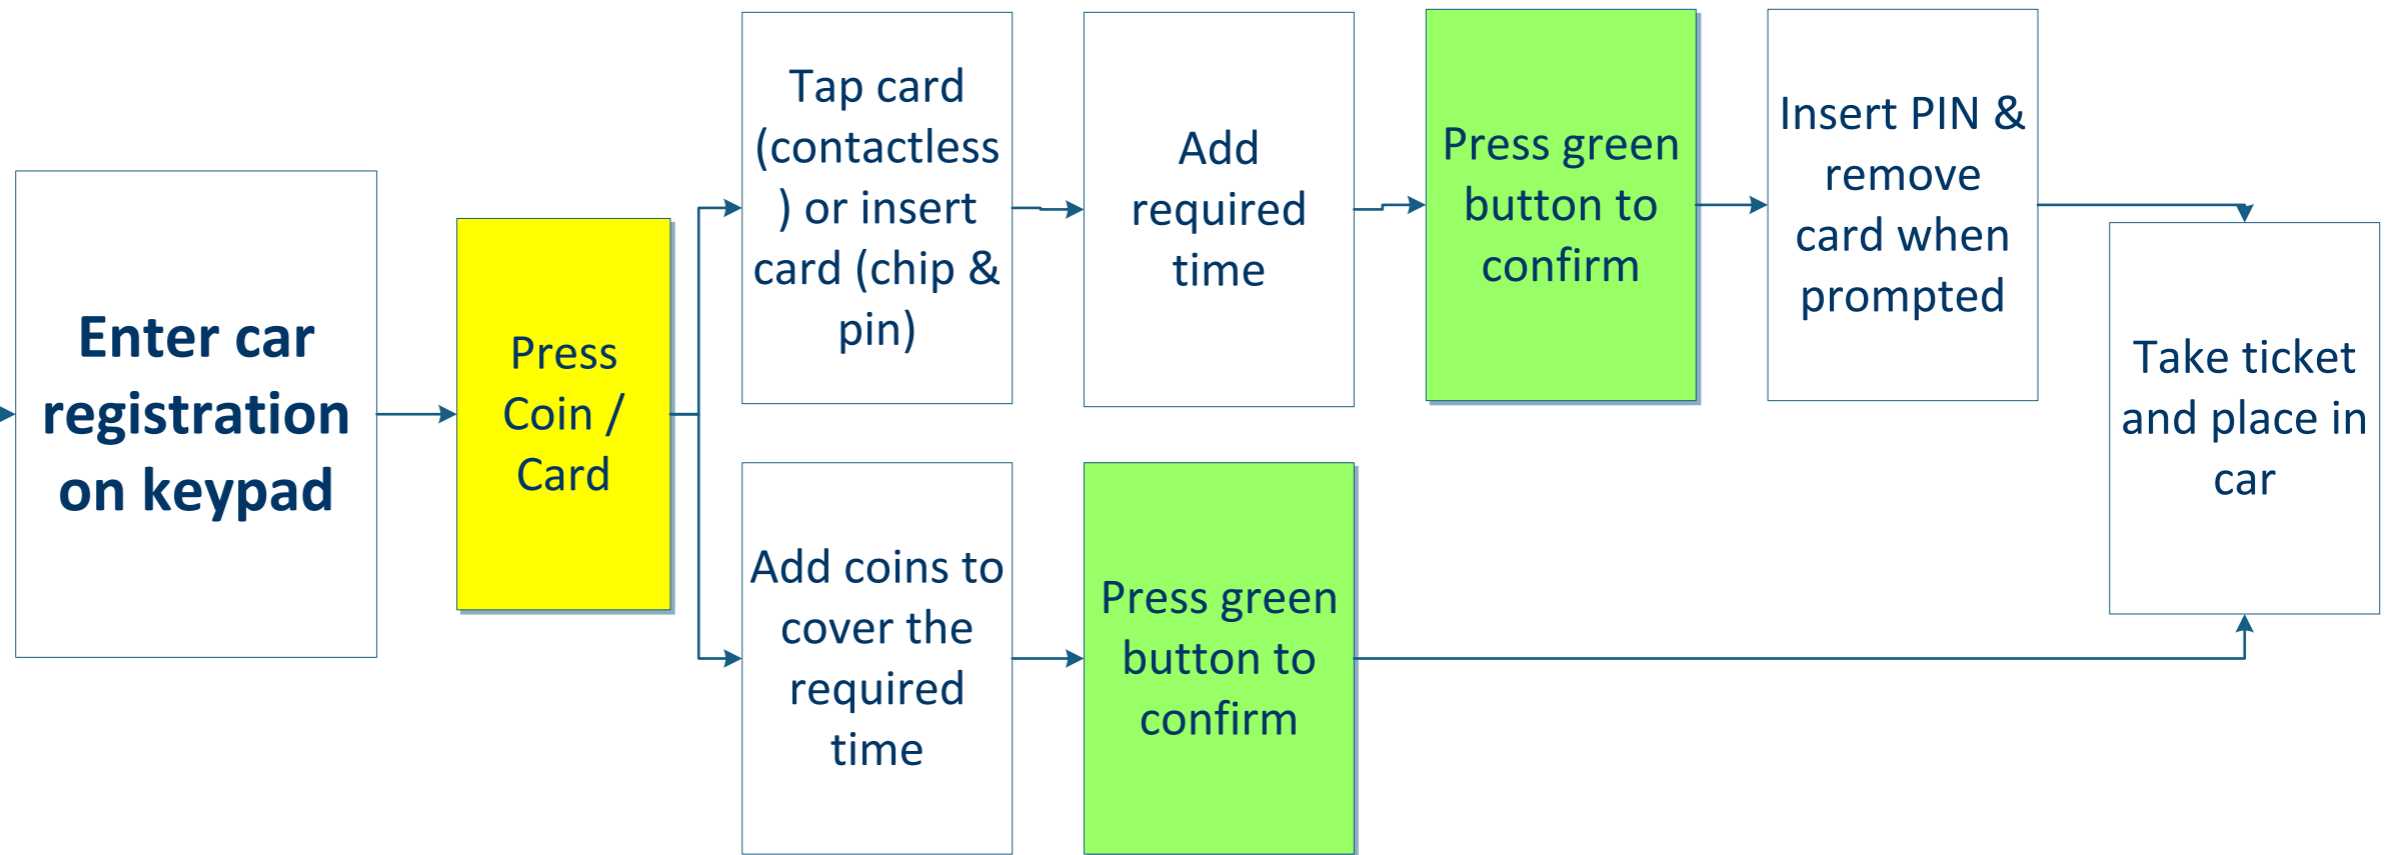 Enter car
registration
on keypad
Press
Coin /
Card
Tap card
(contactless
) or insert
card (chip &
pin)
Add
required
time
Press green
button to
confirm
Insert PIN &
remove
card when
prompted
Add coins to
cover the
required
time
Press green
button to
confirm
Take ticket
and place in
car